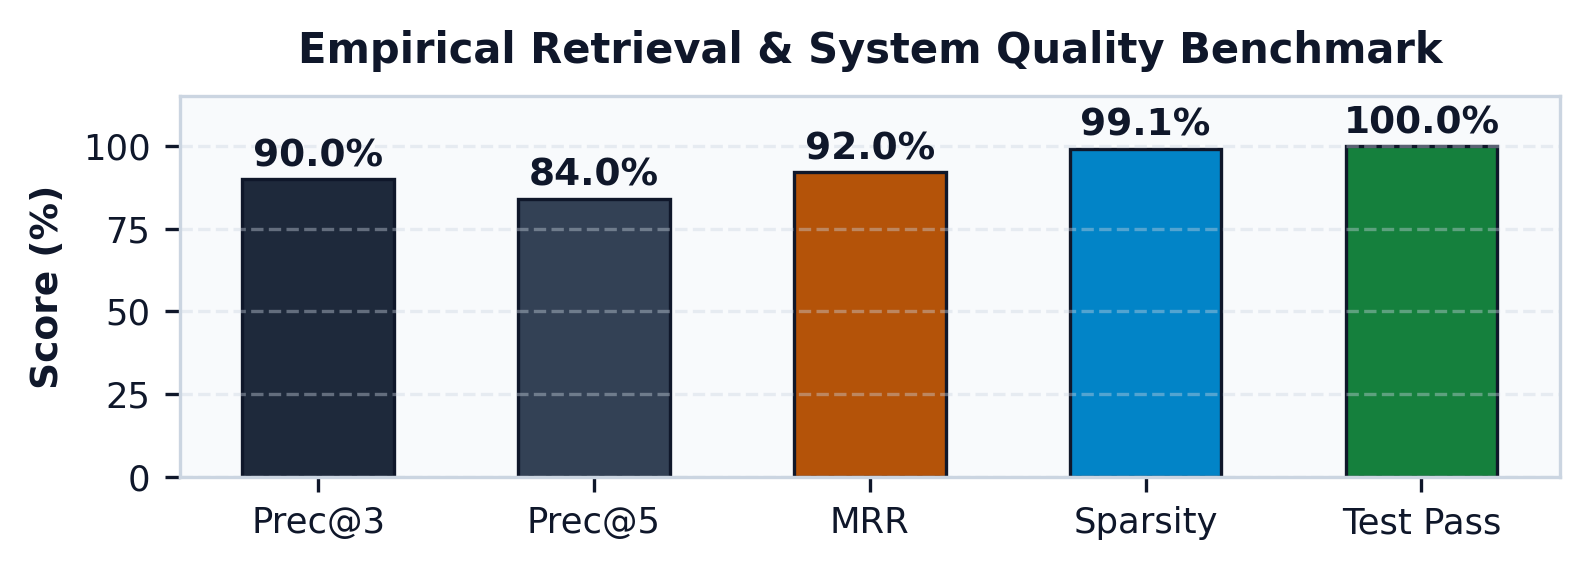 Empirical Retrieval & System Quality Benchmark
Score (%)
100
75
50
25
0
90.0%
84.0%
92.0%
99.1%
100.0%
Prec@3
Prec@5
MRR
Sparsity
Test Pass